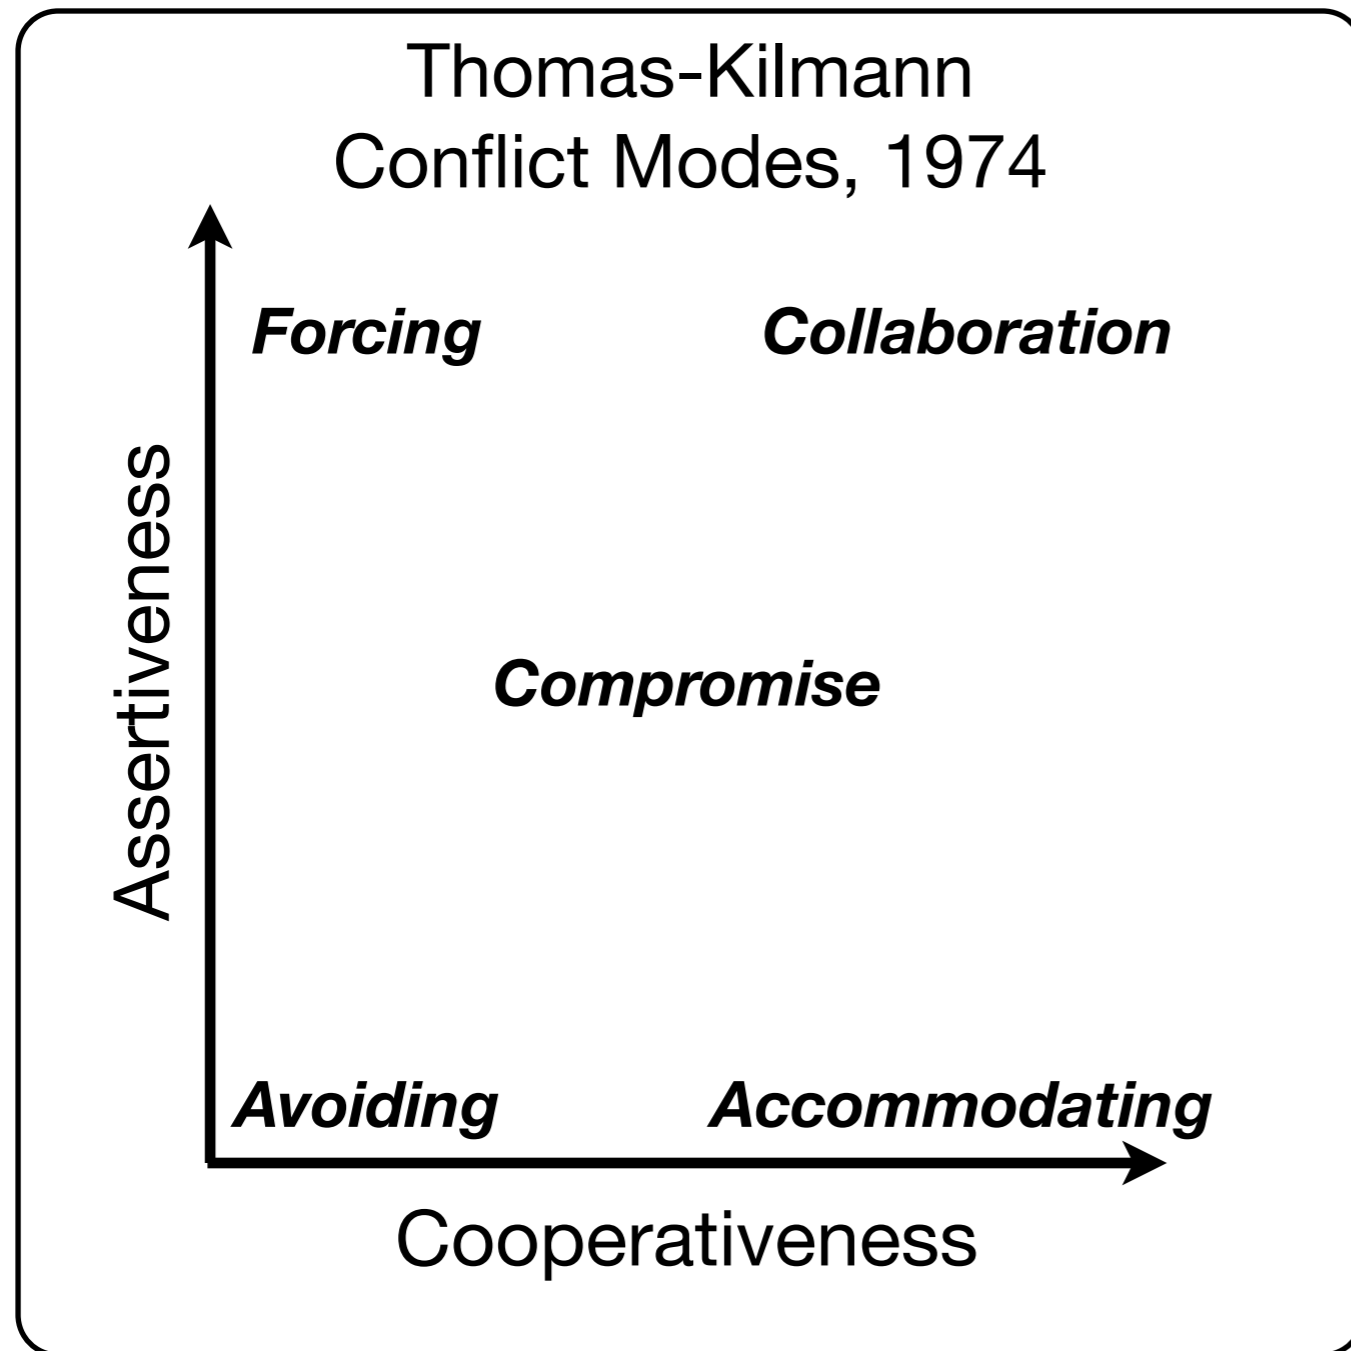 Thomas-Kilmann
Conflict Modes, 1974
Forcing
Collaboration
Assertiveness
Compromise
Avoiding
Accommodating
Cooperativeness